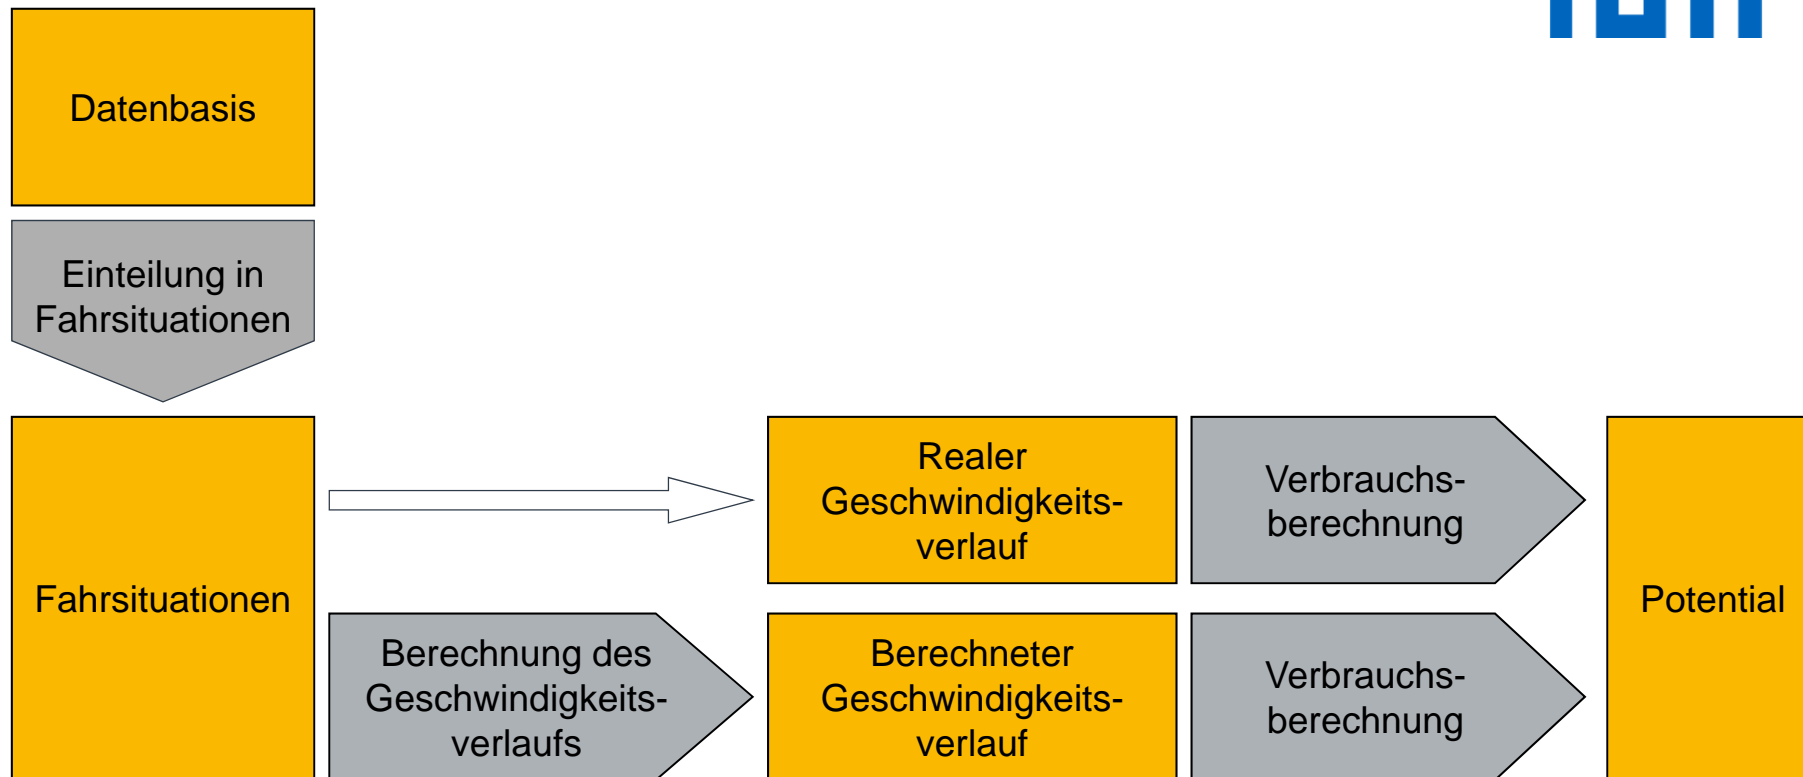 Datenbasis
Einteilung in
Fahrsituationen
Fahrsituationen
Realer
Geschwindigkeits-
verlauf
Verbrauchs-
berechnung
Berechnung des
Geschwindigkeits-
verlaufs
Berechneter
Geschwindigkeits-
verlauf
Verbrauchs-
berechnung
Potential